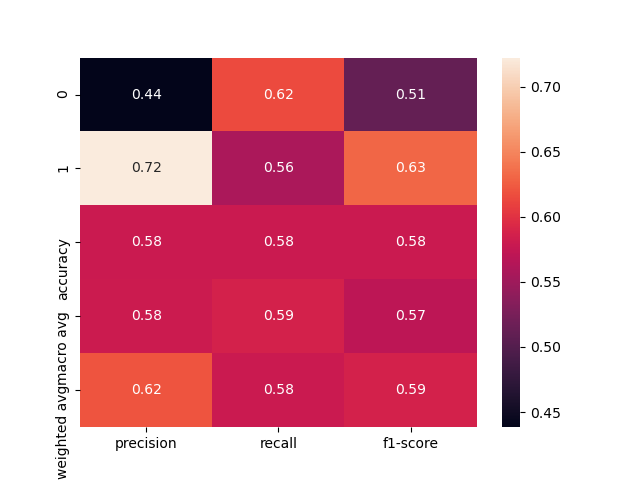 0 0.44 0.62 0.51
1 0.72 0.56 0.63
accuracy 0.58 0.58 0.58
macro avg 0.58 0.59 0.57
weighted avg 0.62 0.58 0.59
precision recall f1-score
0.70
0.65
0.60
0.55
0.50
0.45